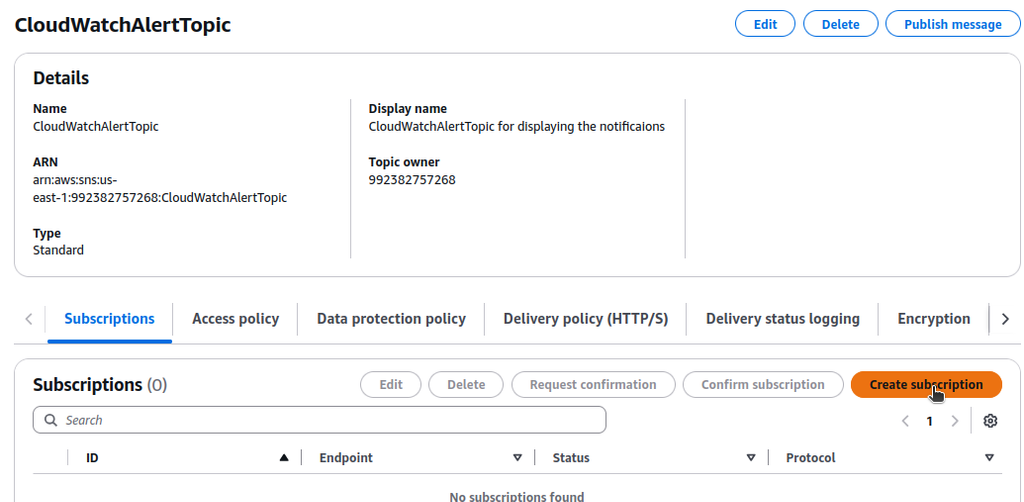 CloudWatchAlertTopic
Edit
Delete
Publish message
Details
Name
CloudWatchAlertTopic
Display name
CloudWatchAlertTopic for displaying the notificaions
ARN
arn:aws:sns:us-
east-1:992382757268:CloudWatchAlertTopic
Topic owner
992382757268
Type
Standard
Subscriptions
Access policy
Data protection policy
Delivery policy (HTTP/S)
Delivery status logging
Encryption
Subscriptions (0)
Edit
Delete
Request confirmation
Confirm subscription
Create subscription
Search
1
ID
Endpoint
Status
Protocol
No subscriptions found